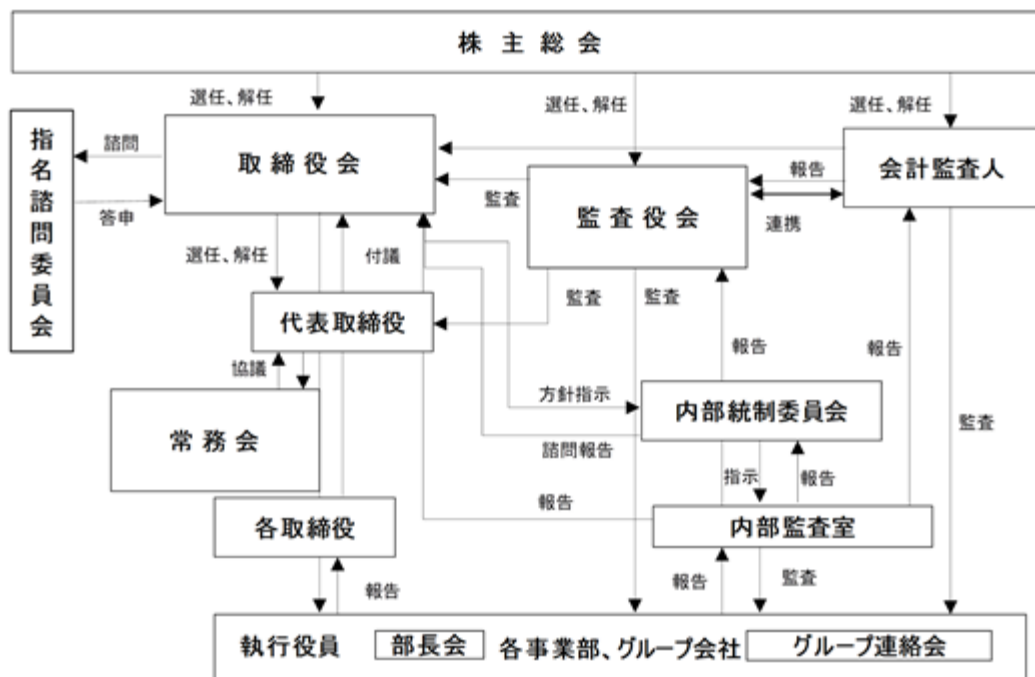 株主総会
選任、解任
選任、解任
選任、解任
指名諮問委員会
諮問
答申
取締役会
監査
監査役会
報告
連携
会計監査人
選任、解任
付議
代表取締役
監査
監査
協議
報告
報告
常務会
方針指示
内部統制委員会
監査
諮問報告
指示
報告
各取締役
報告
内部監査室
報告
報告
監査
執行役員
部長会
各事業部、グループ会社
グループ連絡会